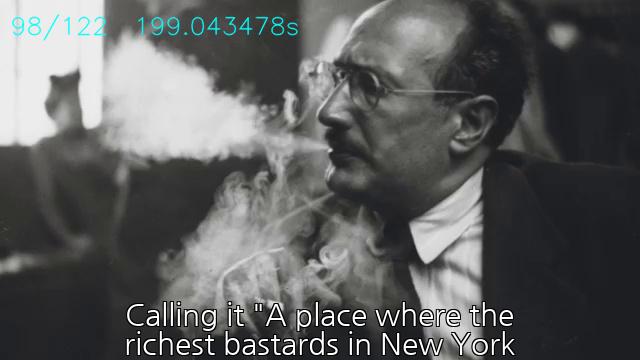 98/122 199.043478s
Calling it "A place where the
richest bastards in New York